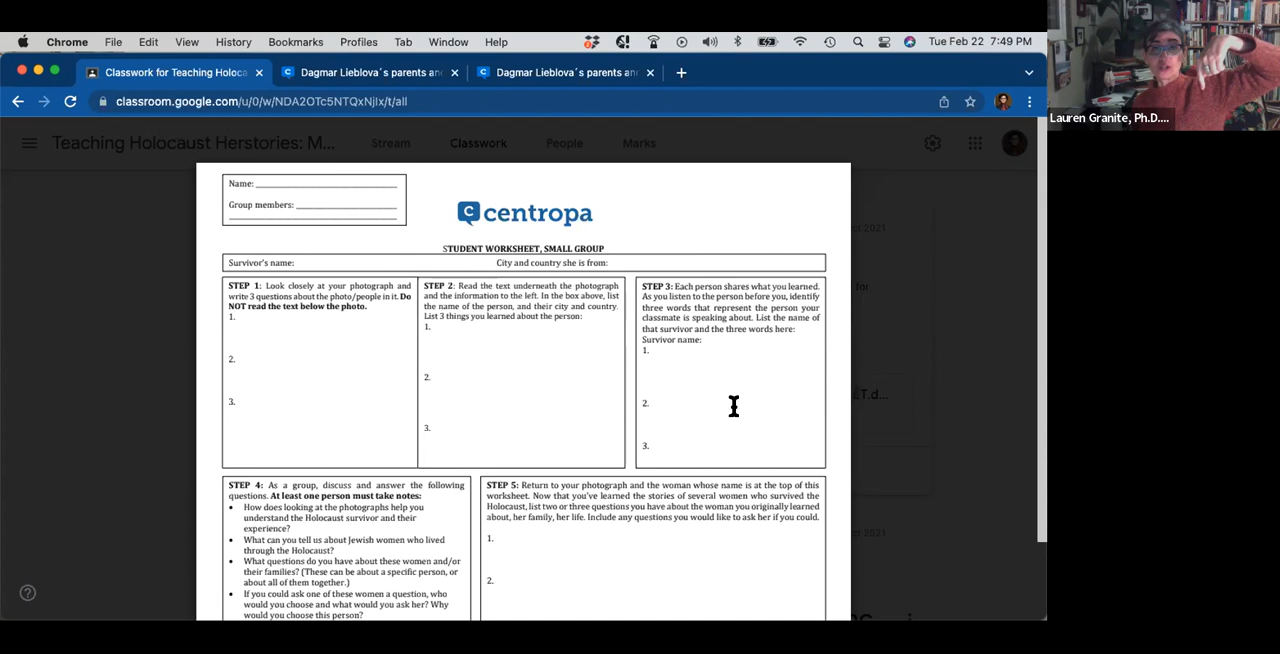 Chrome File Edit View History Bookmarks Profiles Tab Window Help Tue Feb 22 7:49 PM
Classwork for Teaching Holoca Dagmar Lieblova´s parents an Dagmar Lieblova´s parents an
classroom.google.com/u/0/w/NDA2OTc5NTQxNjIx/t/all
Lauren Granite, Ph.D....
Teaching Holocaust Herstories: M... Stream Classwork People Marks
Name:
Group members:
centropa
STUDENT WORKSHEET, SMALL GROUP
Survivor's name: City and country she is from:
STEP 1: Look closely at your photograph and
write 3 questions about the photo/people in it. Do
NOT read the text below the photo.
1.
2.
3.
STEP 2: Read the text underneath the photograph
and the information to the left. In the box above, list
the name of the person, and their city and country.
List 3 things you learned about the person:
1.
2.
3.
STEP 3: Each person shares what you learned.
As you listen to the person before you, identify
three words that represent the person your
classmate is speaking about. List the name of
that survivor and the three words here:
Survivor name:
1.
2.
3.
STEP 4: As a group, discuss and answer the following
questions. At least one person must take notes:
• How does looking at the photographs help you
understand the Holocaust survivor and their
experience?
• What can you tell us about Jewish women who lived
through the Holocaust?
• What questions do you have about these women and/or
their families? (These can be about a specific person, or
about all of them together.)
• If you could ask one of these women a question, who
would you choose and what would you ask her? Why
would you choose this person?
STEP 5: Return to your photograph and the woman whose name is at the top of this
worksheet. Now that you've learned the stories of several women who survived the
Holocaust, list two or three questions you have about the woman you originally learned
about, her family, her life. Include any questions you would like to ask her if you could.
1.
2.